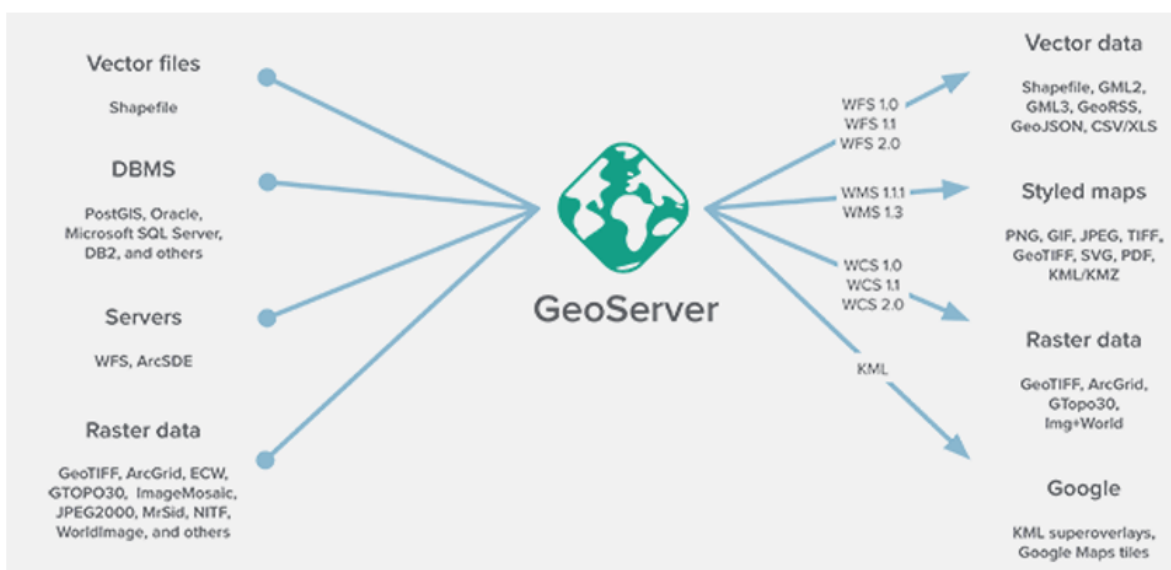 Vector files
Shapefile
DBMS
PostGIS, Oracle,
Microsoft SQL Server,
DB2, and others
Servers
WFS, ArcSDE
Raster data
GeoTIFF, ArcGrid, ECW,
GTOPO30, ImageMosaic,
JPEG2000, MrSid, NITF,
WorldImage, and others
GeoServer
WFS 1.0
WFS 1.1
WFS 2.0
WMS 1.1.1
WMS 1.3
WCS 1.0
WCS 1.1
WCS 2.0
KML
Vector data
Shapefile, GML2,
GML3, GeoRSS,
GeoJSON, CSV/XLS
Styled maps
PNG, GIF, JPEG, TIFF,
GeoTIFF, SVG, PDF,
KML/KMZ
Raster data
GeoTIFF, ArcGrid,
GTopo30,
Img+World
Google
KML superoverlays,
Google Maps tiles